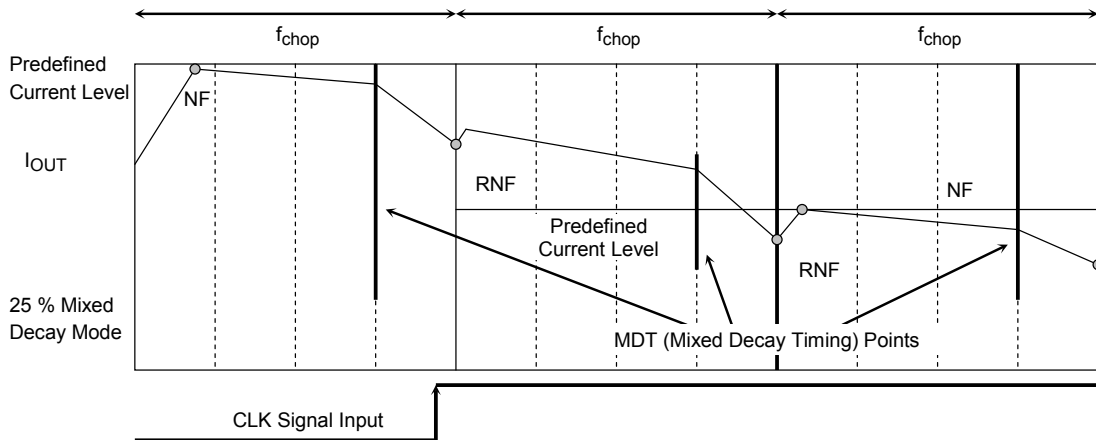 fchop
fchop
fchop
Predefined
Current Level
NF
IOUT
RNF
NF
Predefined
Current Level
RNF
25 % Mixed
Decay Mode
MDT (Mixed Decay Timing) Points
CLK Signal Input